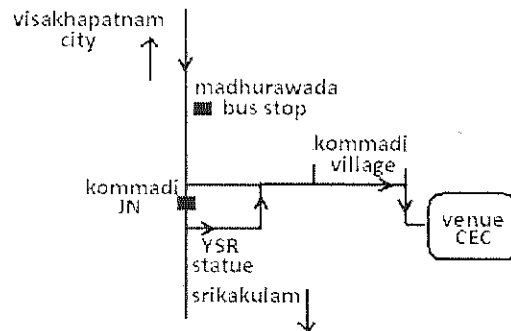 visakhapatnam
city
madhurawada
bus stop
kommadi
village
kommadi
JN
venue
CEC
YSR
statue
srikakulam